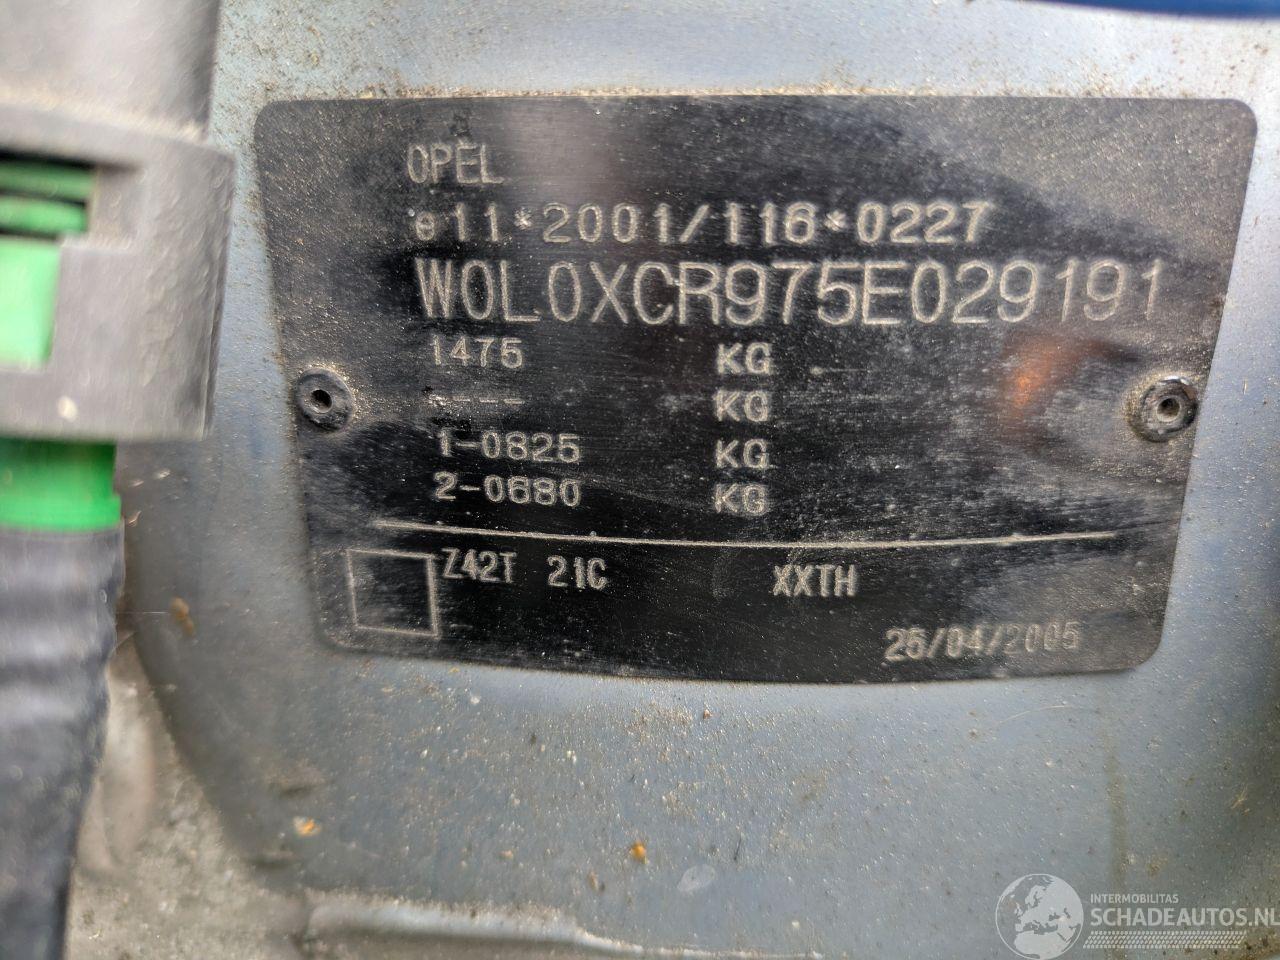 OPEL
e11*2001/116*0227
W0L0XCR975E029191
1475 KG
---- KG
1-0825 KG
2-0680 KG
Z42T 21C XXTH
25/04/2005
INTERMOBILITAS
SCHADEAUTOS.NL